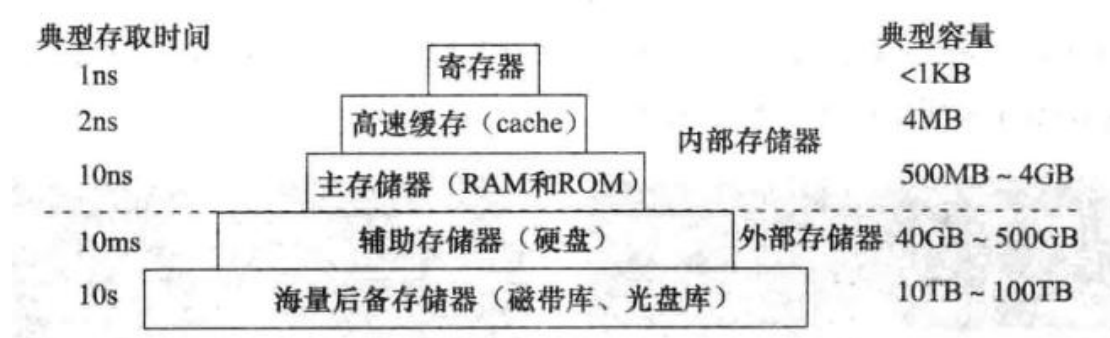 典型存取时间 典型容量
1ns 寄存器 <1KB
2ns 高速缓存（cache） 4MB
内部存储器
10ns 主存储器（RAM和ROM） 500MB ~ 4GB
10ms 辅助存储器（硬盘） 外部存储器 40GB ~ 500GB
10s 海量后备存储器（磁带库、光盘库） 10TB ~ 100TB